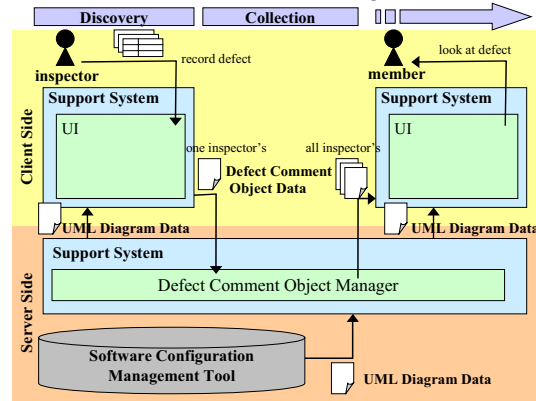 Discovery
Collection
record defect
look at defect
inspector
member
Support System
Support System
UI
UI
Client Side
one inspector's
all inspector's
Defect Comment
Object Data
UML Diagram Data
UML Diagram Data
Support System
Defect Comment Object Manager
Server Side
Software Configuration
Management Tool
UML Diagram Data